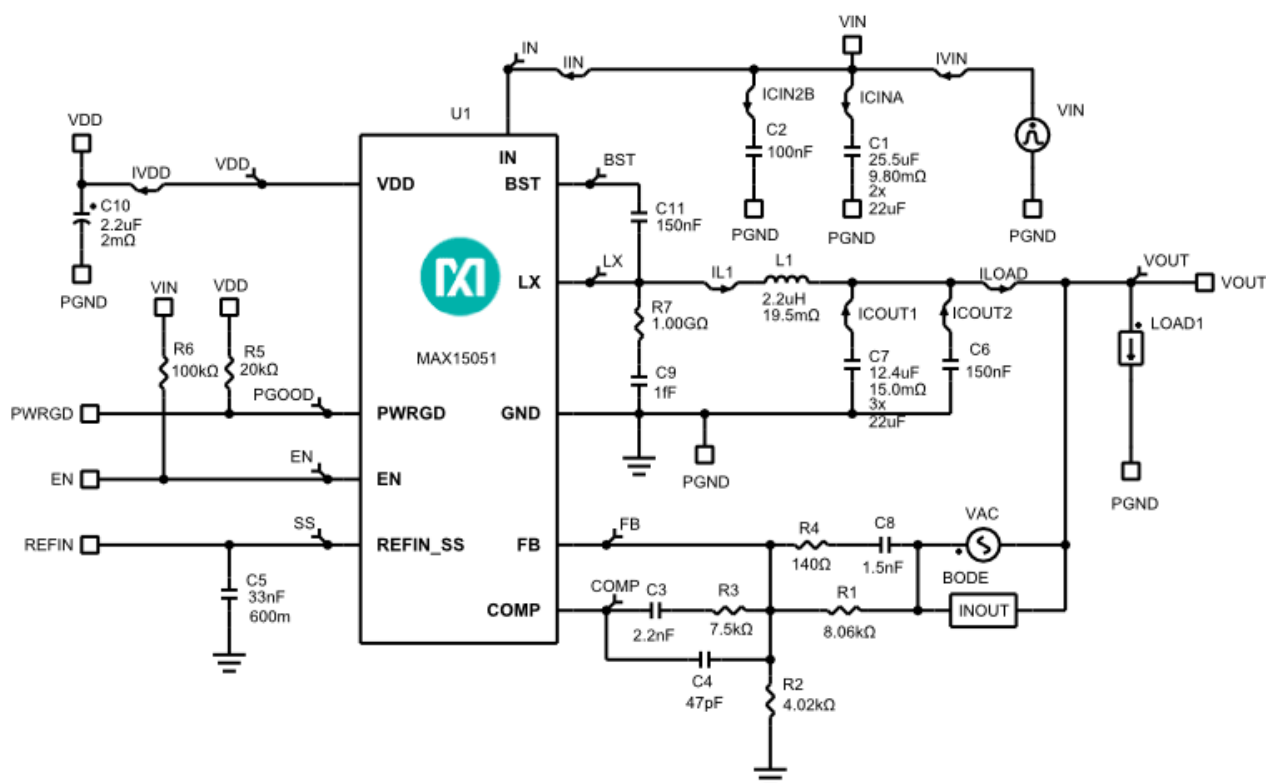 VIN
IN
IIN
IVIN
U1
ICIN2B
ICINA
VIN
VDD
IN
C2
100nF
C1
25.5uF
9.80mΩ
2x
22uF
IVDD
VDD
VDD
BST
BST
C10
2.2uF
2mΩ
C11
150nF
PGND
PGND
PGND
PGND
LX
LX
IL1
L1
2.2uH
19.5mΩ
ILOAD
VOUT
VOUT
VIN
VDD
R7
1.00GΩ
ICOUT1
ICOUT2
LOAD1
R6
100kΩ
R5
20kΩ
MAX15051
C9
1fF
C7
12.4uF
15.0mΩ
3x
22uF
C6
150nF
PWRGD
PGOOD
PWRGD
GND
PGND
PGND
EN
EN
EN
REFIN
SS
REFIN_SS
FB
FB
R4
140Ω
C8
1.5nF
VAC
BODE
C5
33nF
600m
COMP
COMP
C3
2.2nF
R3
7.5kΩ
R1
8.06kΩ
INOUT
C4
47pF
R2
4.02kΩ